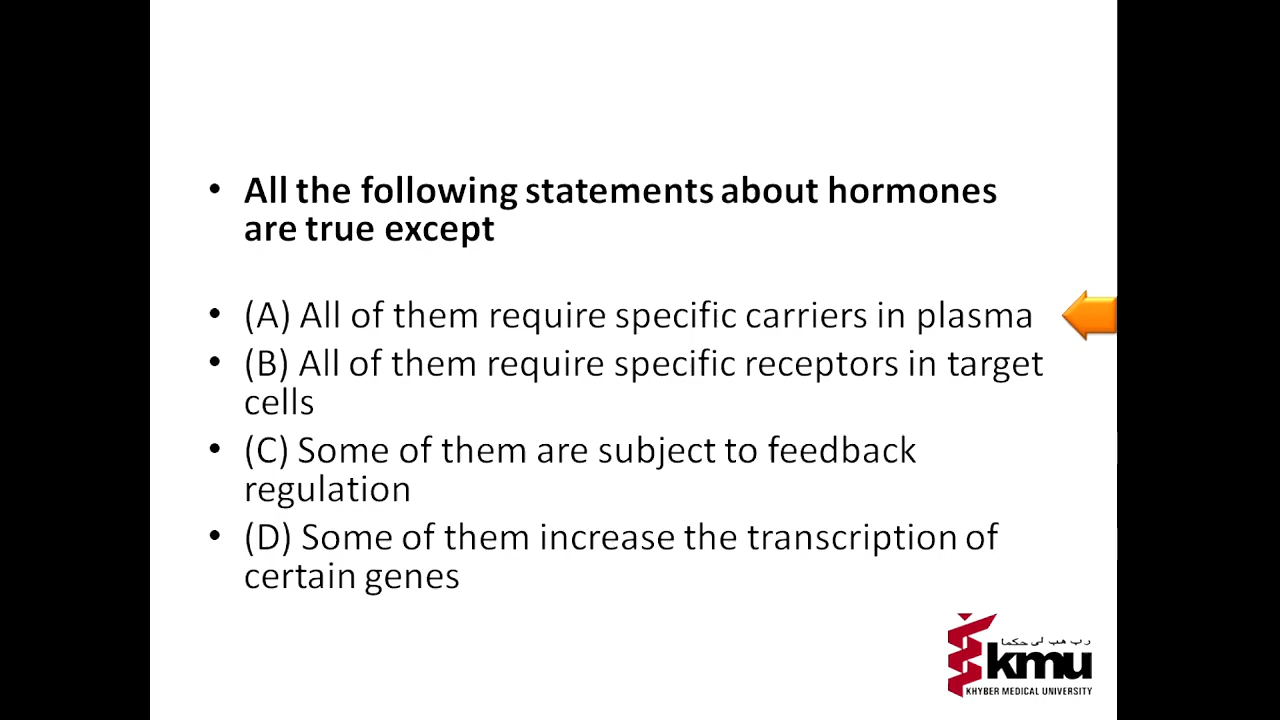 • All the following statements about hormones
are true except
• (A) All of them require specific carriers in plasma
• (B) All of them require specific receptors in target
cells
• (C) Some of them are subject to feedback
regulation
• (D) Some of them increase the transcription of
certain genes
kmu
KHYBER MEDICAL UNIVERSITY